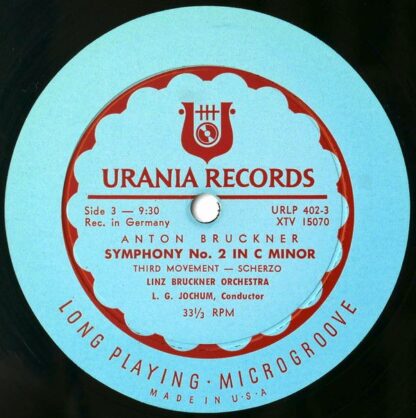 URANIA RECORDS
Side 3 — 9:30 URLP 402-3
Rec. in Germany XTV 15070
ANTON BRUCKNER
SYMPHONY No. 2 IN C MINOR
THIRD MOVEMENT — SCHERZO
LINZ BRUCKNER ORCHESTRA
L. G. JOCHUM, Conductor
33⅓ RPM
LONG PLAYING · MICROGROOVE
MADE IN U·S·A